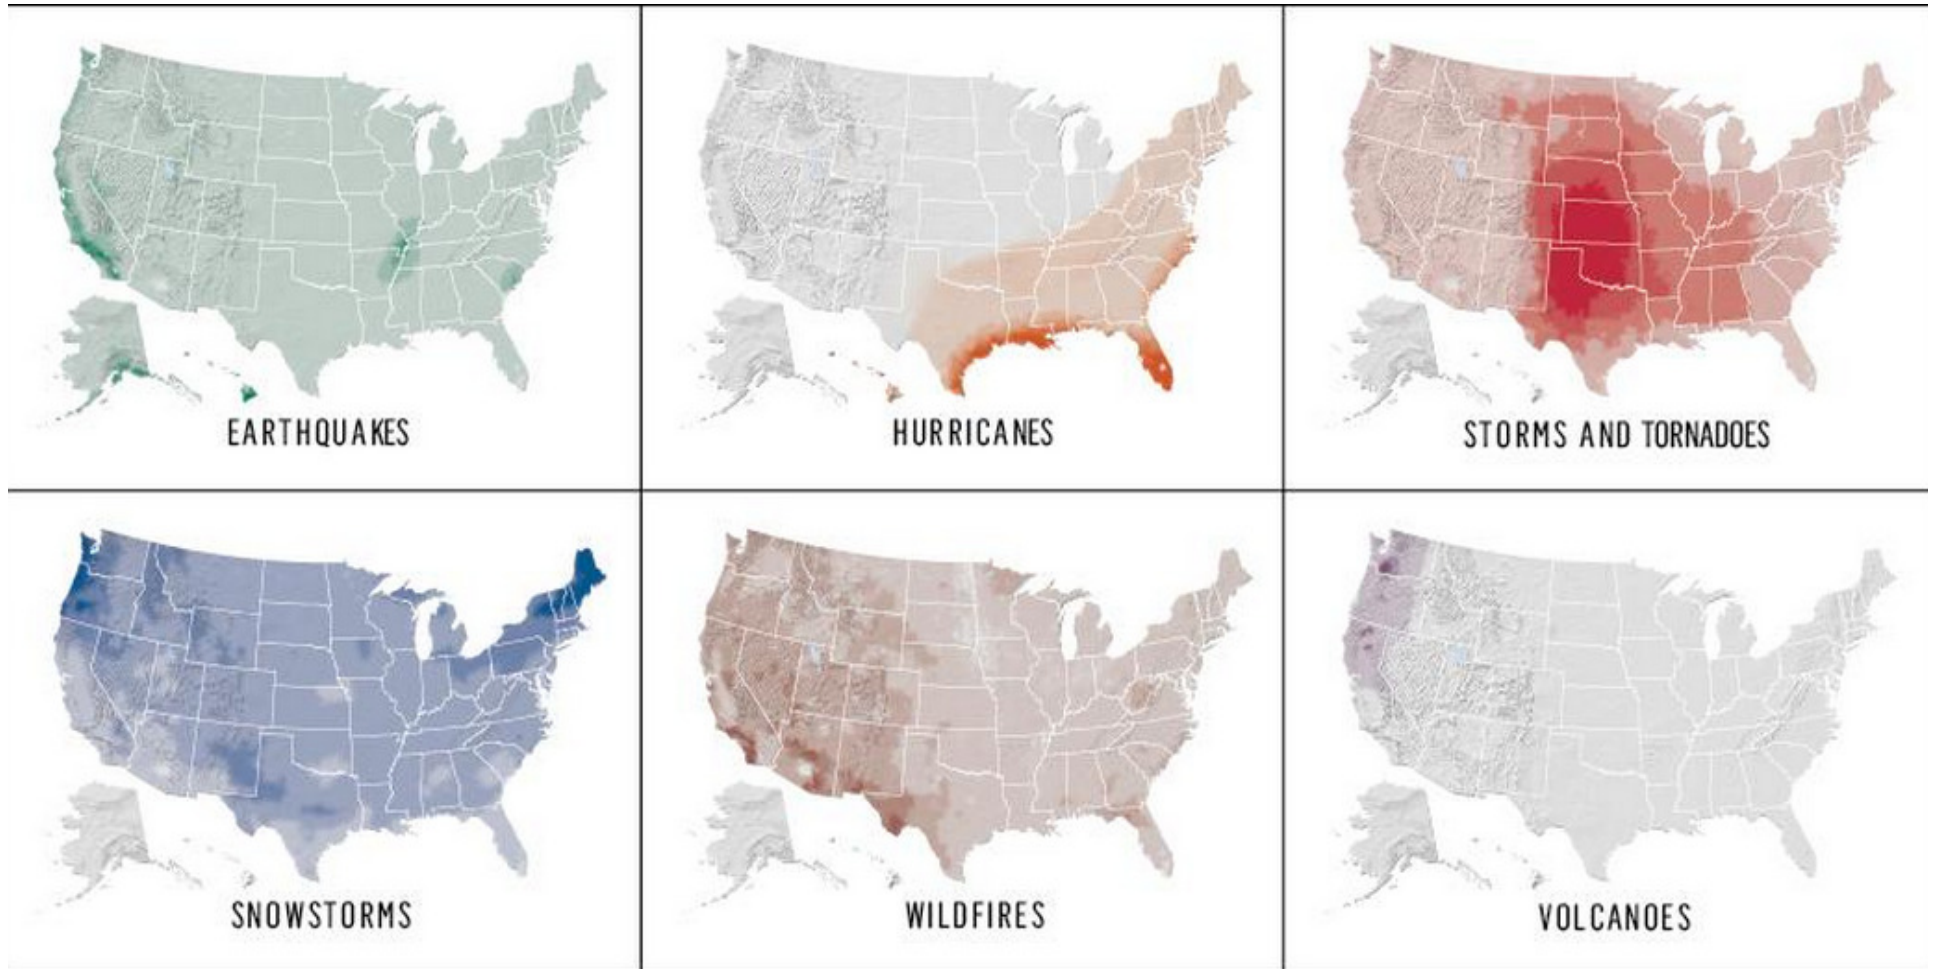 EARTHQUAKES
HURRICANES
STORMS AND TORNADOES
SNOWSTORMS
WILDFIRES
VOLCANOES